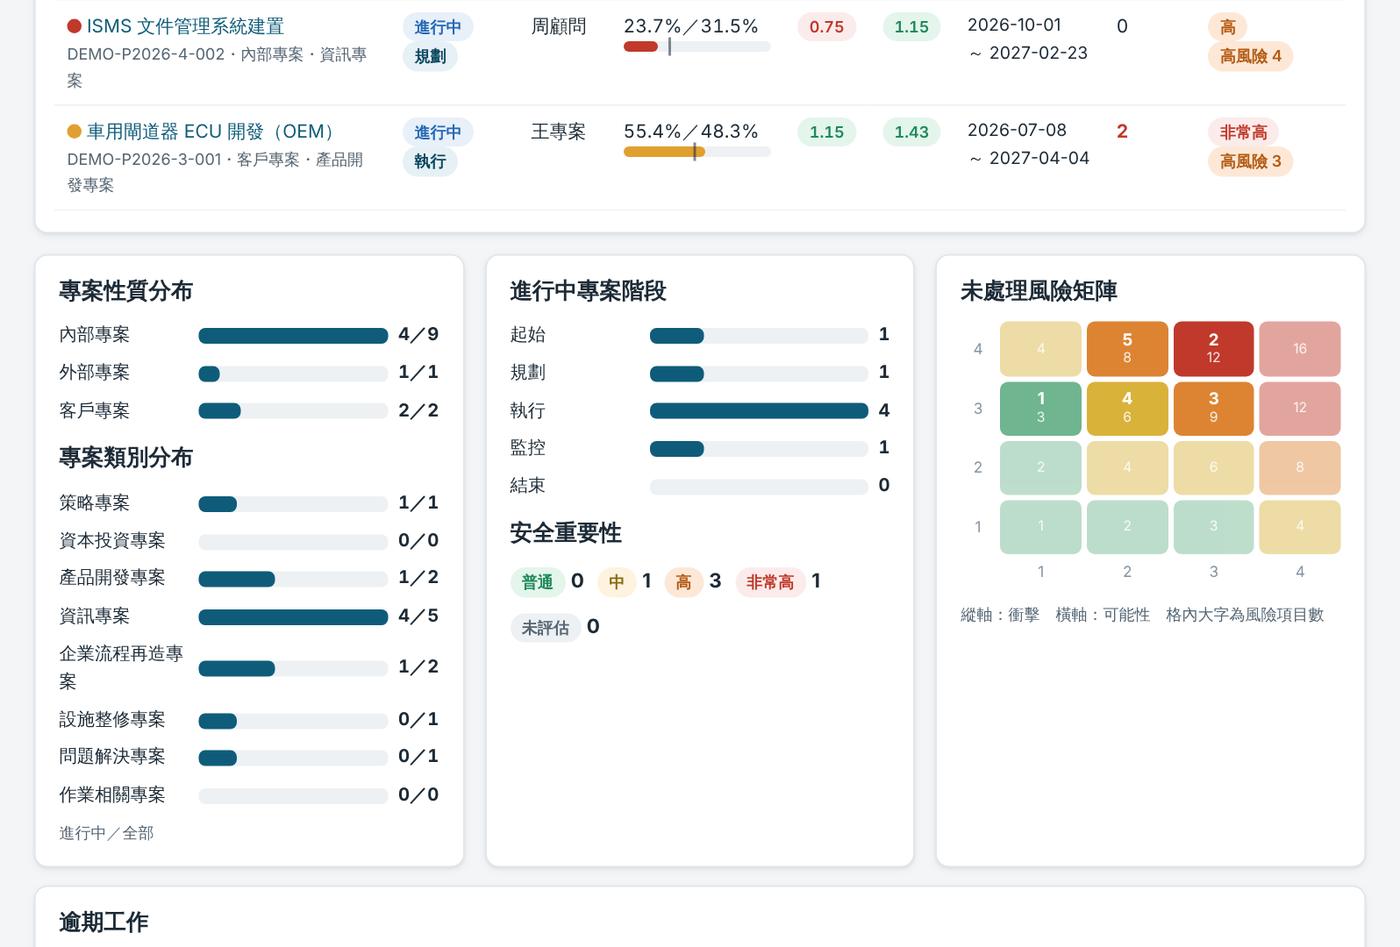 ISMS 文件管理系統建置
DEMO-P2026-4-002・內部專案・資訊專
案
進行中
規劃
周顧問
23.7%／31.5%
0.75
1.15
2026-10-01
～ 2027-02-23
0
高
高風險 4
車用閘道器 ECU 開發（OEM）
DEMO-P2026-3-001・客戶專案・產品開
發專案
進行中
執行
王專案
55.4%／48.3%
1.15
1.43
2026-07-08
～ 2027-04-04
2
非常高
高風險 3
專案性質分布
內部專案 4／9
外部專案 1／1
客戶專案 2／2
專案類別分布
策略專案 1／1
資本投資專案 0／0
產品開發專案 1／2
資訊專案 4／5
企業流程再造專
案 1／2
設施整修專案 0／1
問題解決專案 0／1
作業相關專案 0／0
進行中／全部
進行中專案階段
起始 1
規劃 1
執行 4
監控 1
結束 0
安全重要性
普通 0 中 1 高 3 非常高 1
未評估 0
未處理風險矩陣
4 4 5 8 2 12 16
3 1 3 4 6 3 9 12
2 2 4 6 8
1 1 2 3 4
1 2 3 4
縱軸：衝擊 橫軸：可能性 格內大字為風險項目數
逾期工作